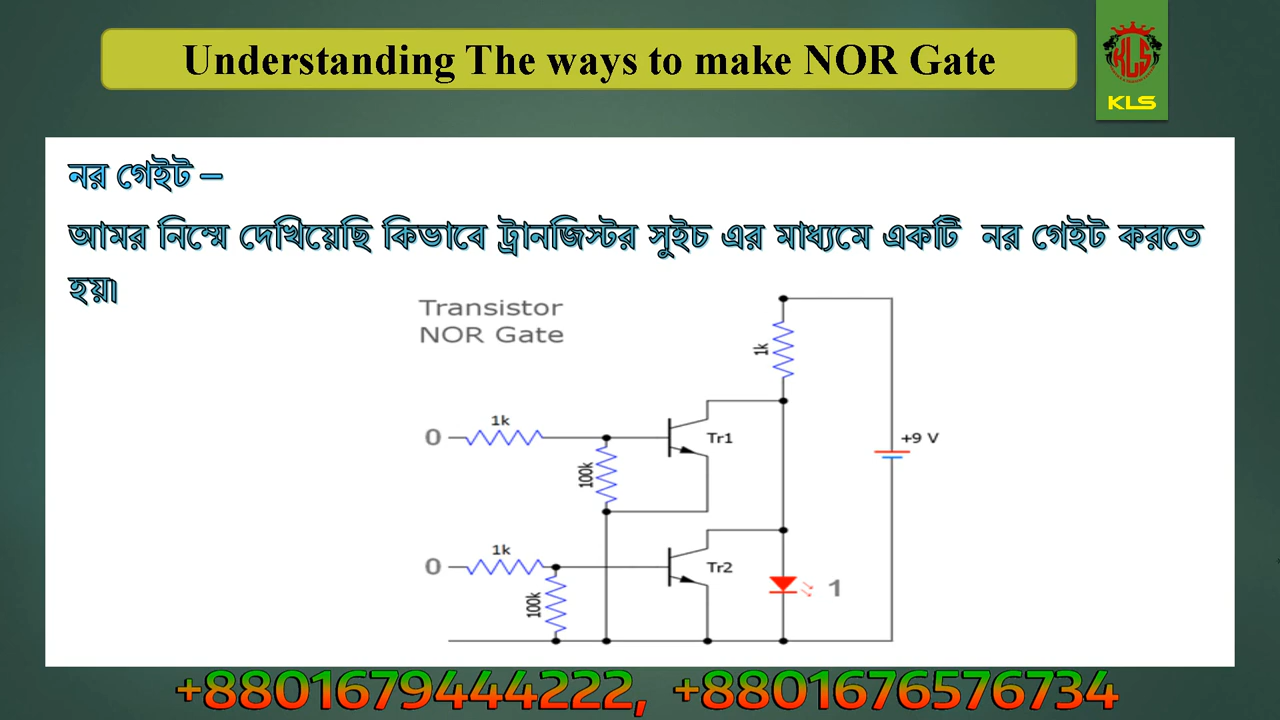 Understanding The ways to make NOR Gate
KLS
KLS
নর গেইট –
আমর নিম্মে দেখিয়েছি কিভাবে ট্রানজিস্টর সুইচ এর মাধ্যমে একটি নর গেইট করতে
হয়৷
Transistor
NOR Gate
1k
+9 V
0
1k
Tr1
100k
0
1k
Tr2
100k
1
+8801679444222, +8801676576734